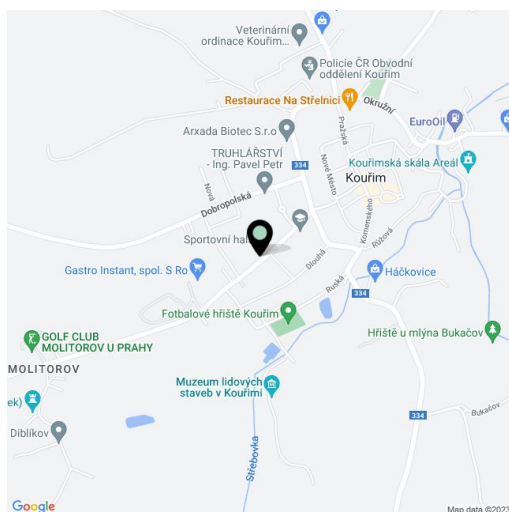 Veterinární
ordinace Kouřim...
Policie ČR Obvodní
oddělení Kouřim
Restaurace Na Střelnici
Okružní
Pražská
EuroOil
Arxada Biotec S.r.o
TRUHLÁŘSTVÍ
- Ing. Pavel Petr
334
Nové Město
Kouřimská skála Areál
Kouřim
Nová
Dobropolská
Komenského
Růžová
Sportovní hal
Dlouhá
Gastro Instant, spol. S Ro
Háčkovice
Ruská
334
Fotbalové hřiště Kouřim
Hřiště u mlýna Bukačov
GOLF CLUB
MOLITOROV U PRAHY
MOLITOROV
Muzeum lidových
staveb v Kouřimi
ek)
Bukačov
334
Diblíkov
Střebovka
Google
Map data ©2023